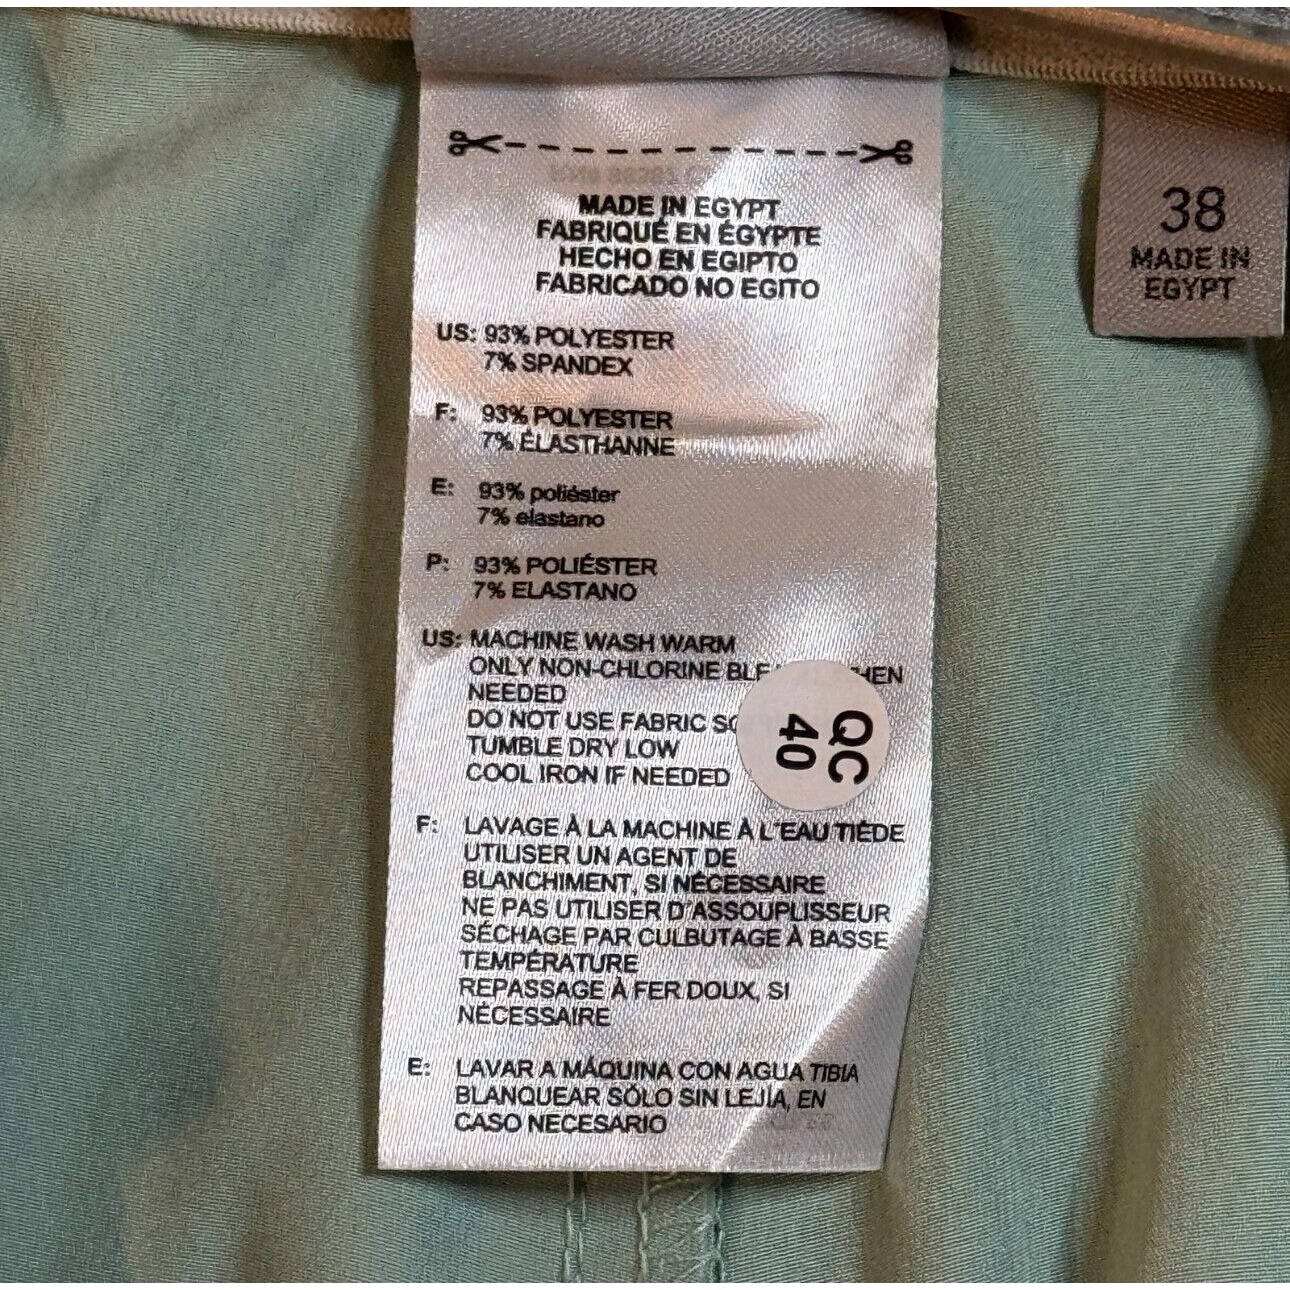 MADE IN EGYPT
FABRIQUÉ EN ÉGYPTE
HECHO EN EGIPTO
FABRICADO NO EGITO
US: 93% POLYESTER
7% SPANDEX
F: 93% POLYESTER
7% ÉLASTHANNE
E: 93% poliéster
7% elastano
P: 93% POLIÉSTER
7% ELASTANO
US: MACHINE WASH WARM
ONLY NON-CHLORINE
NEEDED
DO NOT USE FABRIC
TUMBLE DRY LOW
COOL IRON IF NEEDED
F: LAVAGE À LA MACHINE À L'EAU TIÉDE
UTILISER UN AGENT DE
BLANCHIMENT, SI NÉCESSAIRE
NE PAS UTILISER D'ASSOUPLISSEUR
SÉCHAGE PAR CULBUTAGE À BASSE
TEMPÉRATURE
REPASSAGE À FER DOUX, SI
NÉCESSAIRE
E: LAVAR A MÁQUINA CON AGUA TIBIA
BLANQUEAR SÓLO SIN LEJÍA, EN
CASO NECESARIO
QC
40
38
MADE IN
EGYPT